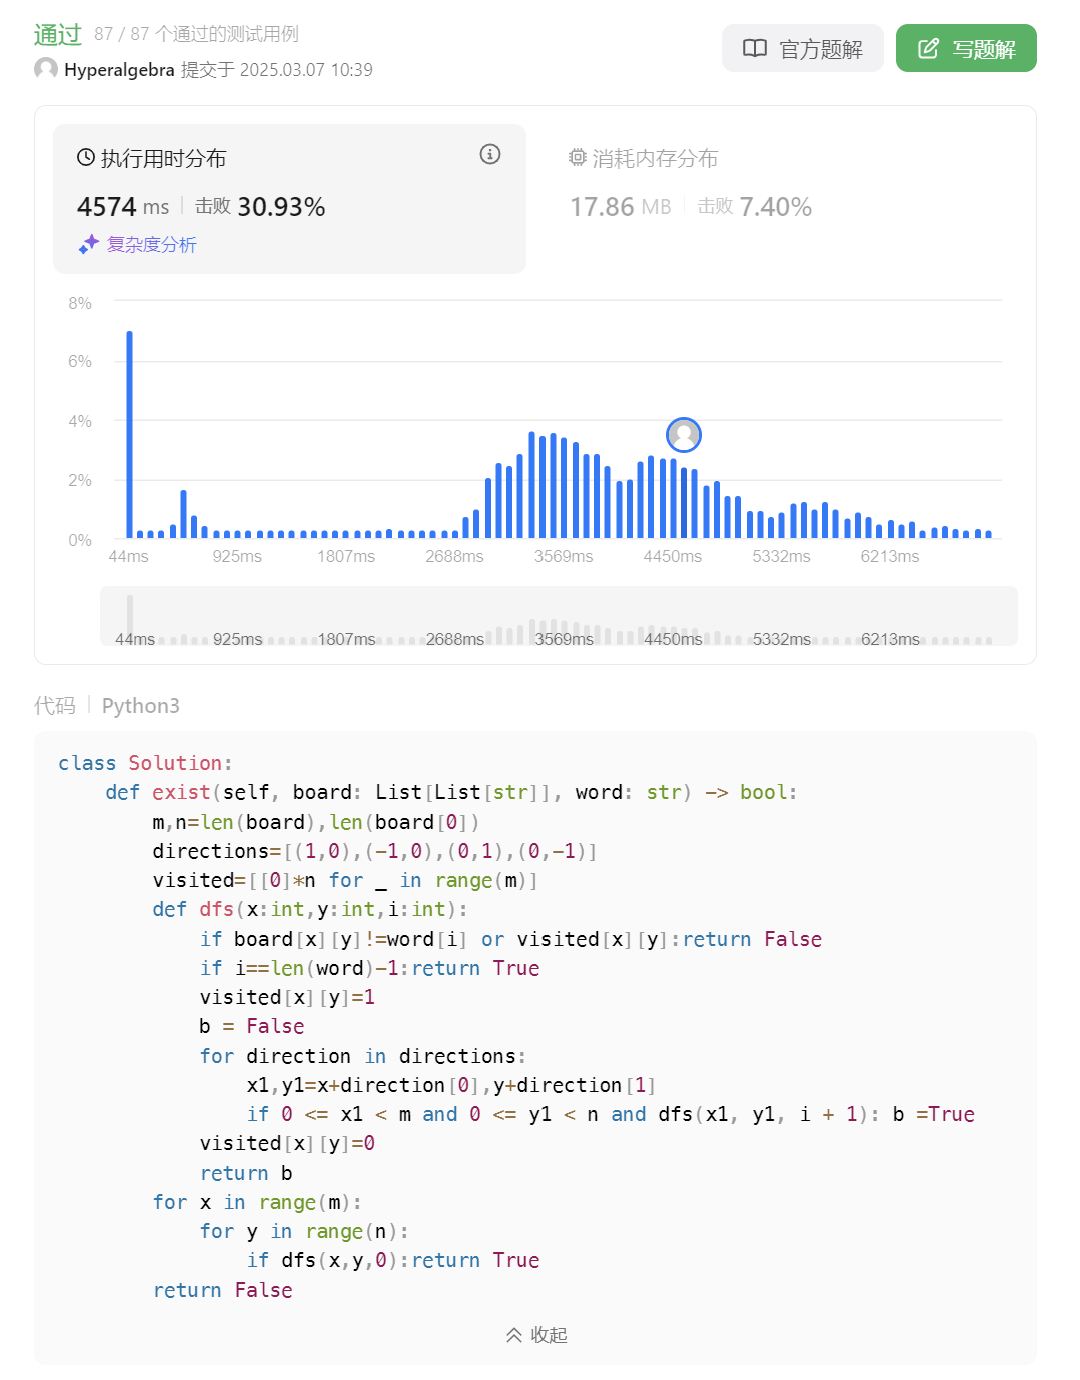 通过 87 / 87 个通过的测试用例
Hyperalgebra 提交于 2025.03.07 10:39
官方题解
写题解
执行用时分布
4574 ms 击败 30.93%
复杂度分析
消耗内存分布
17.86 MB 击败 7.40%
8%
6%
4%
2%
0%
44ms 925ms 1807ms 2688ms 3569ms 4450ms 5332ms 6213ms
44ms 925ms 1807ms 2688ms 3569ms 4450ms 5332ms 6213ms
代码 Python3
class Solution:
    def exist(self, board: List[List[str]], word: str) -> bool:
        m,n=len(board),len(board[0])
        directions=[(1,0),(-1,0),(0,1),(0,-1)]
        visited=[[0]*n for _ in range(m)]
        def dfs(x:int,y:int,i:int):
            if board[x][y]!=word[i] or visited[x][y]:return False
            if i==len(word)-1:return True
            visited[x][y]=1
            b = False
            for direction in directions:
                x1,y1=x+direction[0],y+direction[1]
                if 0 <= x1 < m and 0 <= y1 < n and dfs(x1, y1, i + 1): b =True
            visited[x][y]=0
            return b
        for x in range(m):
            for y in range(n):
                if dfs(x,y,0):return True
        return False
收起